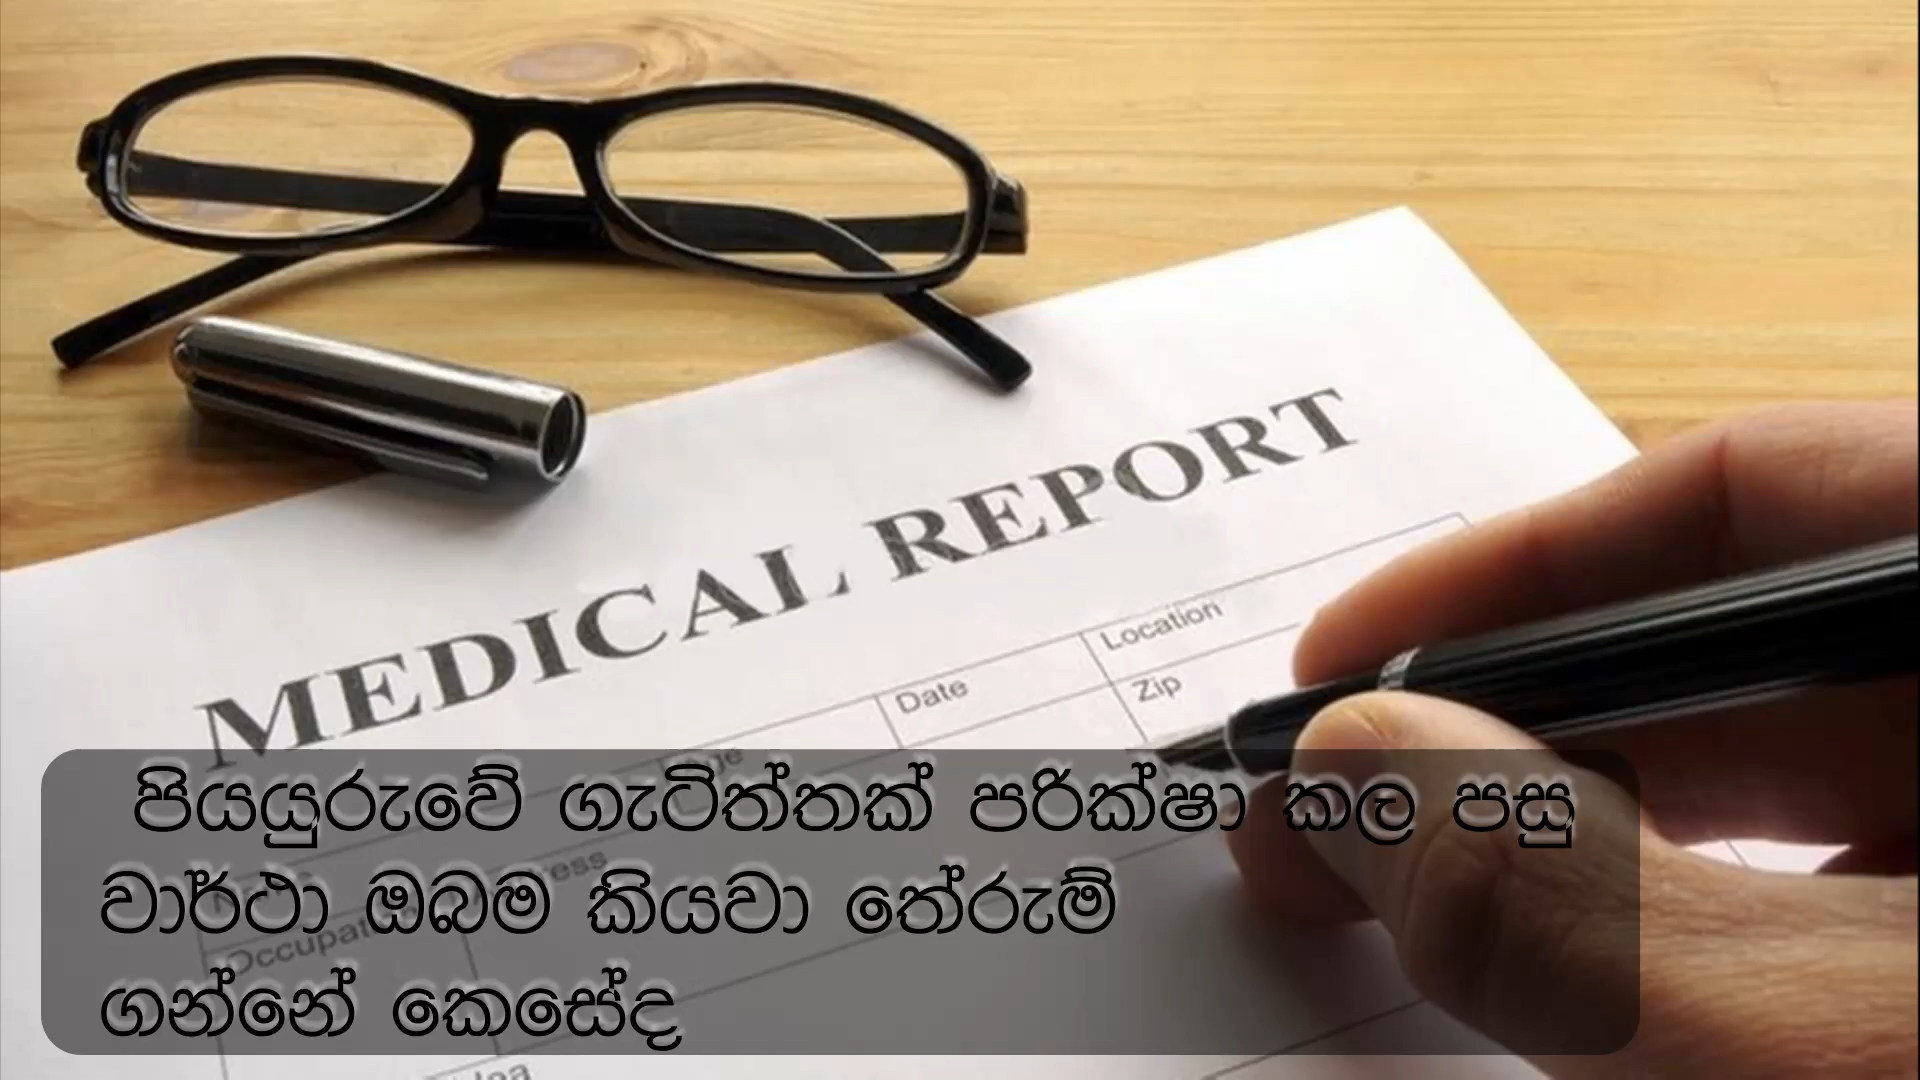 MEDICAL REPORT
Location
Date
Zip
පියයුරුවේ ගැටිත්තක් පරික්ෂා කල පසු
වාර්ථා ඔබම කියවා තේරුම්
ගන්නේ කෙසේද